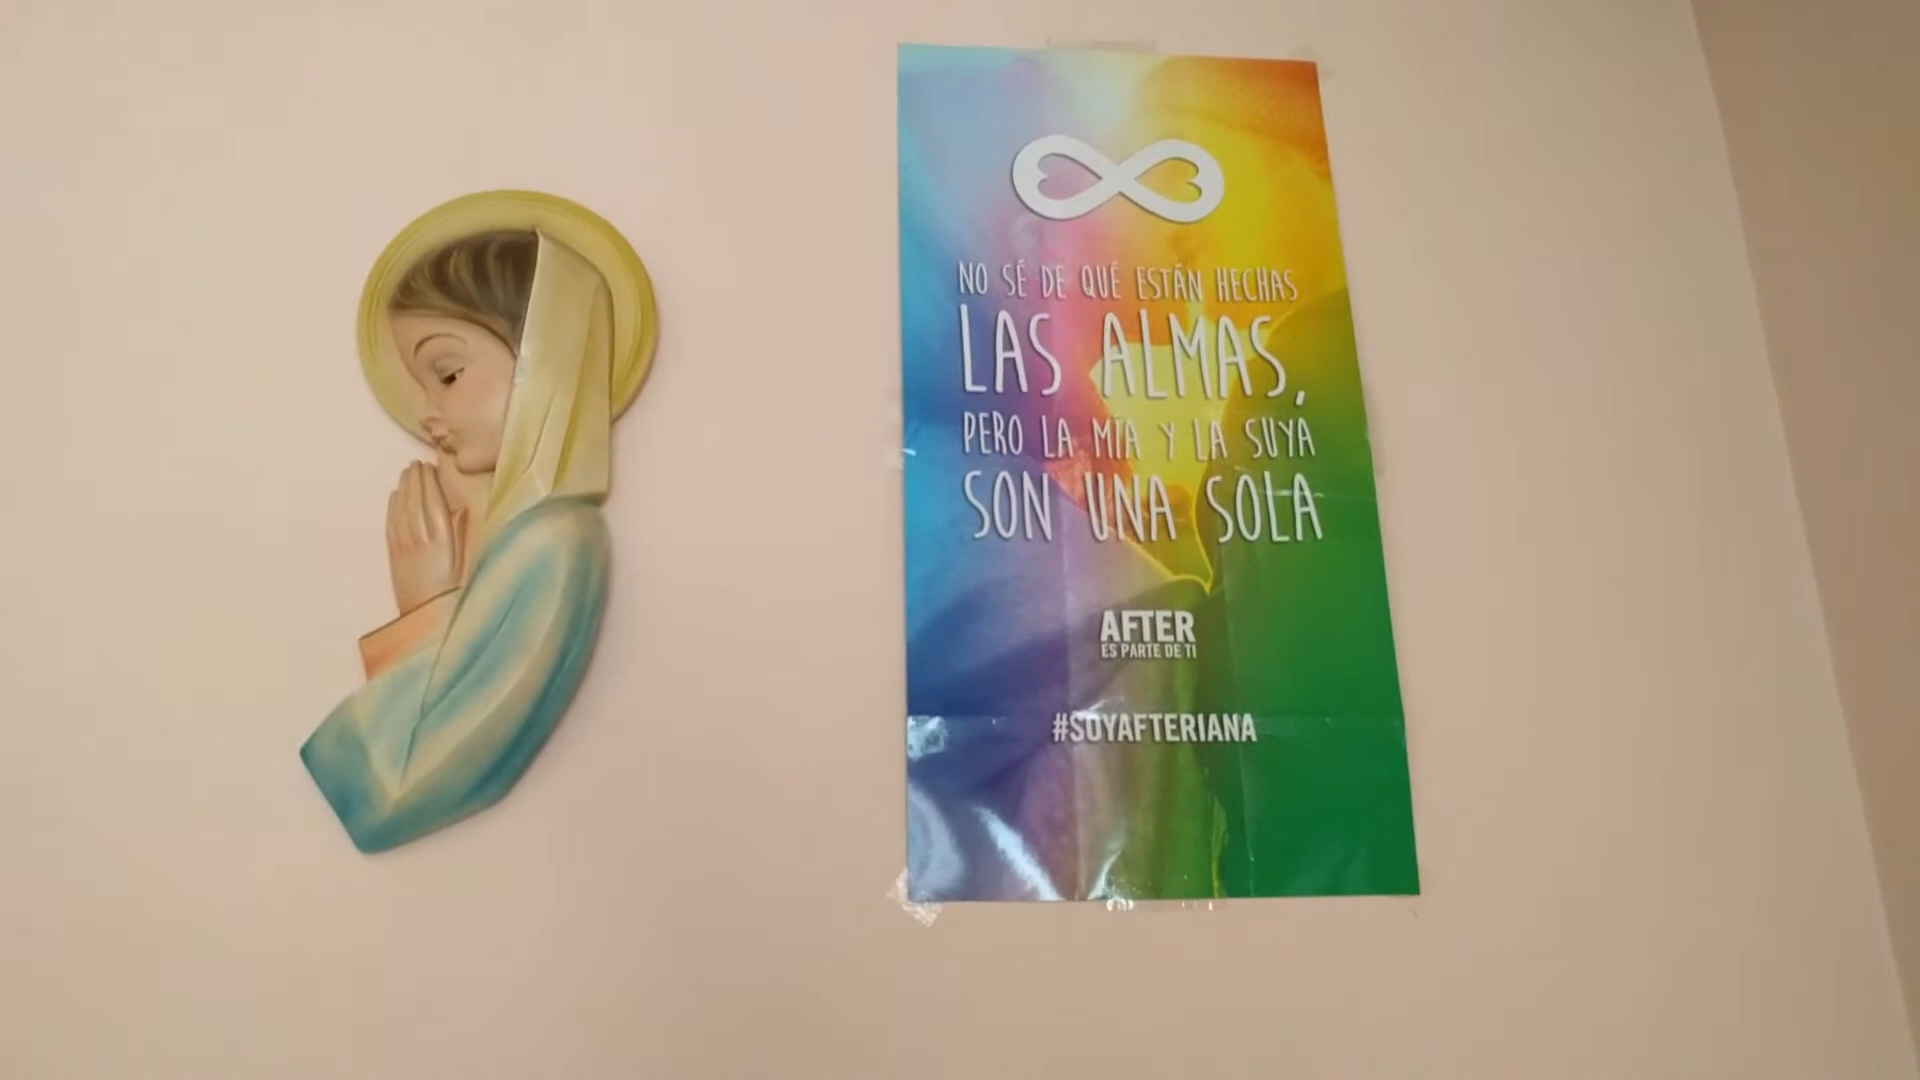 NO SÉ DE QUÉ ESTÁN HECHAS
LAS ALMAS,
PERO LA MÍA Y LA SUYA
SON UNA SOLA
AFTER
ES PARTE DE TI
#SOYAFTERIANA